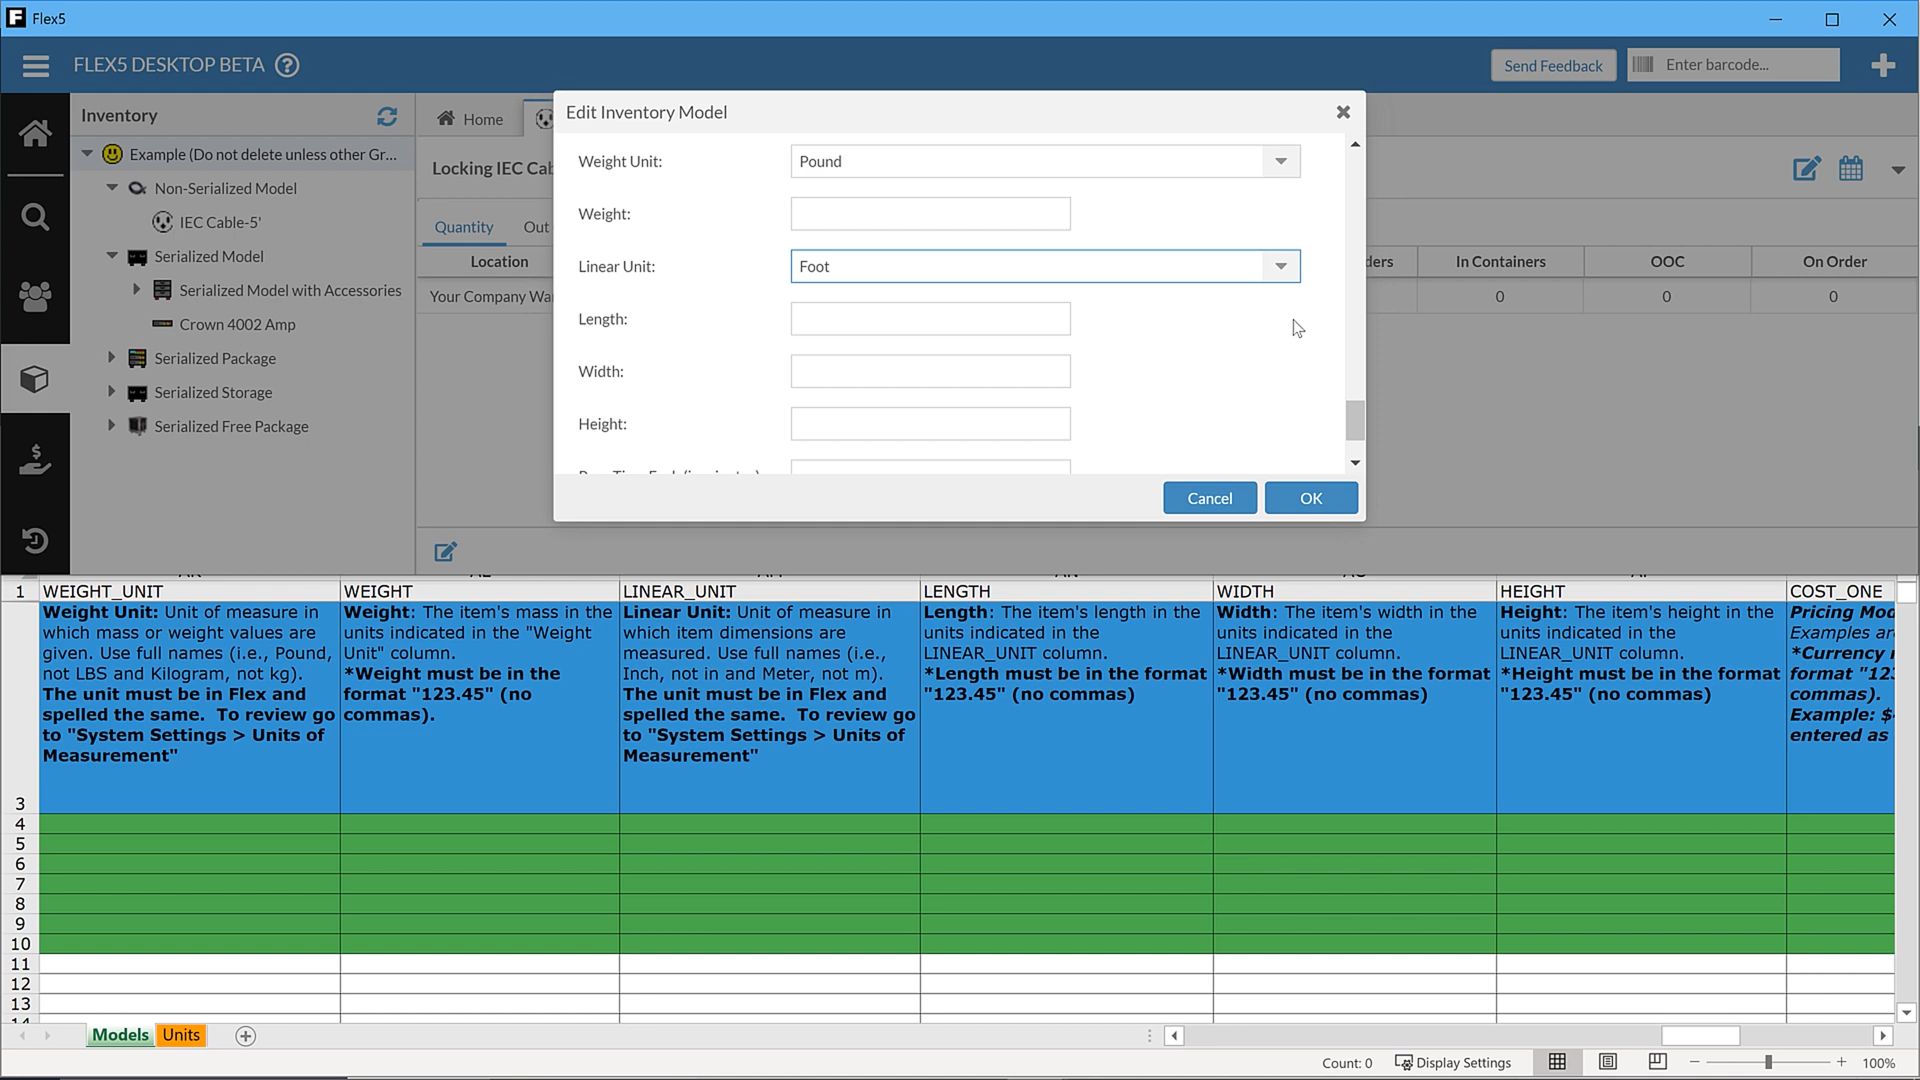 Flex5
FLEX5 DESKTOP BETA
Send Feedback
Enter barcode...
Inventory
Example (Do not delete unless other Gr...
Non-Serialized Model
IEC Cable-5'
Serialized Model
Serialized Model with Accessories
Crown 4002 Amp
Serialized Package
Serialized Storage
Serialized Free Package
Home
Locking IEC Cab
Quantity Out
Location
In Containers OOC On Order
Your Company Wa
0 0 0
Edit Inventory Model
Weight Unit: Pound
Weight:
Linear Unit: Foot
Length:
Width:
Height:
Cancel OK
1 WEIGHT_UNIT WEIGHT LINEAR_UNIT LENGTH WIDTH HEIGHT COST_ONE
Weight Unit: Unit of measure in
which mass or weight values are
given. Use full names (i.e., Pound,
not LBS and Kilogram, not kg).
The unit must be in Flex and
spelled the same. To review go
to "System Settings > Units of
Measurement"
Weight: The item's mass in the
units indicated in the "Weight
Unit" column.
*Weight must be in the
format "123.45" (no
commas).
Linear Unit: Unit of measure in
which item dimensions are
measured. Use full names (i.e.,
Inch, not in and Meter, not m).
The unit must be in Flex and
spelled the same. To review go
to "System Settings > Units of
Measurement"
Length: The item's length in the
units indicated in the
LINEAR_UNIT column.
*Length must be in the format
"123.45" (no commas)
Width: The item's width in the
units indicated in the
LINEAR_UNIT column.
*Width must be in the format
"123.45" (no commas)
Height: The item's height in the
units indicated in the
LINEAR_UNIT column.
*Height must be in the format
"123.45" (no commas)
Pricing Mod
Examples ar
*Currency
format "12
commas).
Example: $
entered as
3
4
5
6
7
8
9
10
11
12
13
Models Units
Count: 0 Display Settings 100%